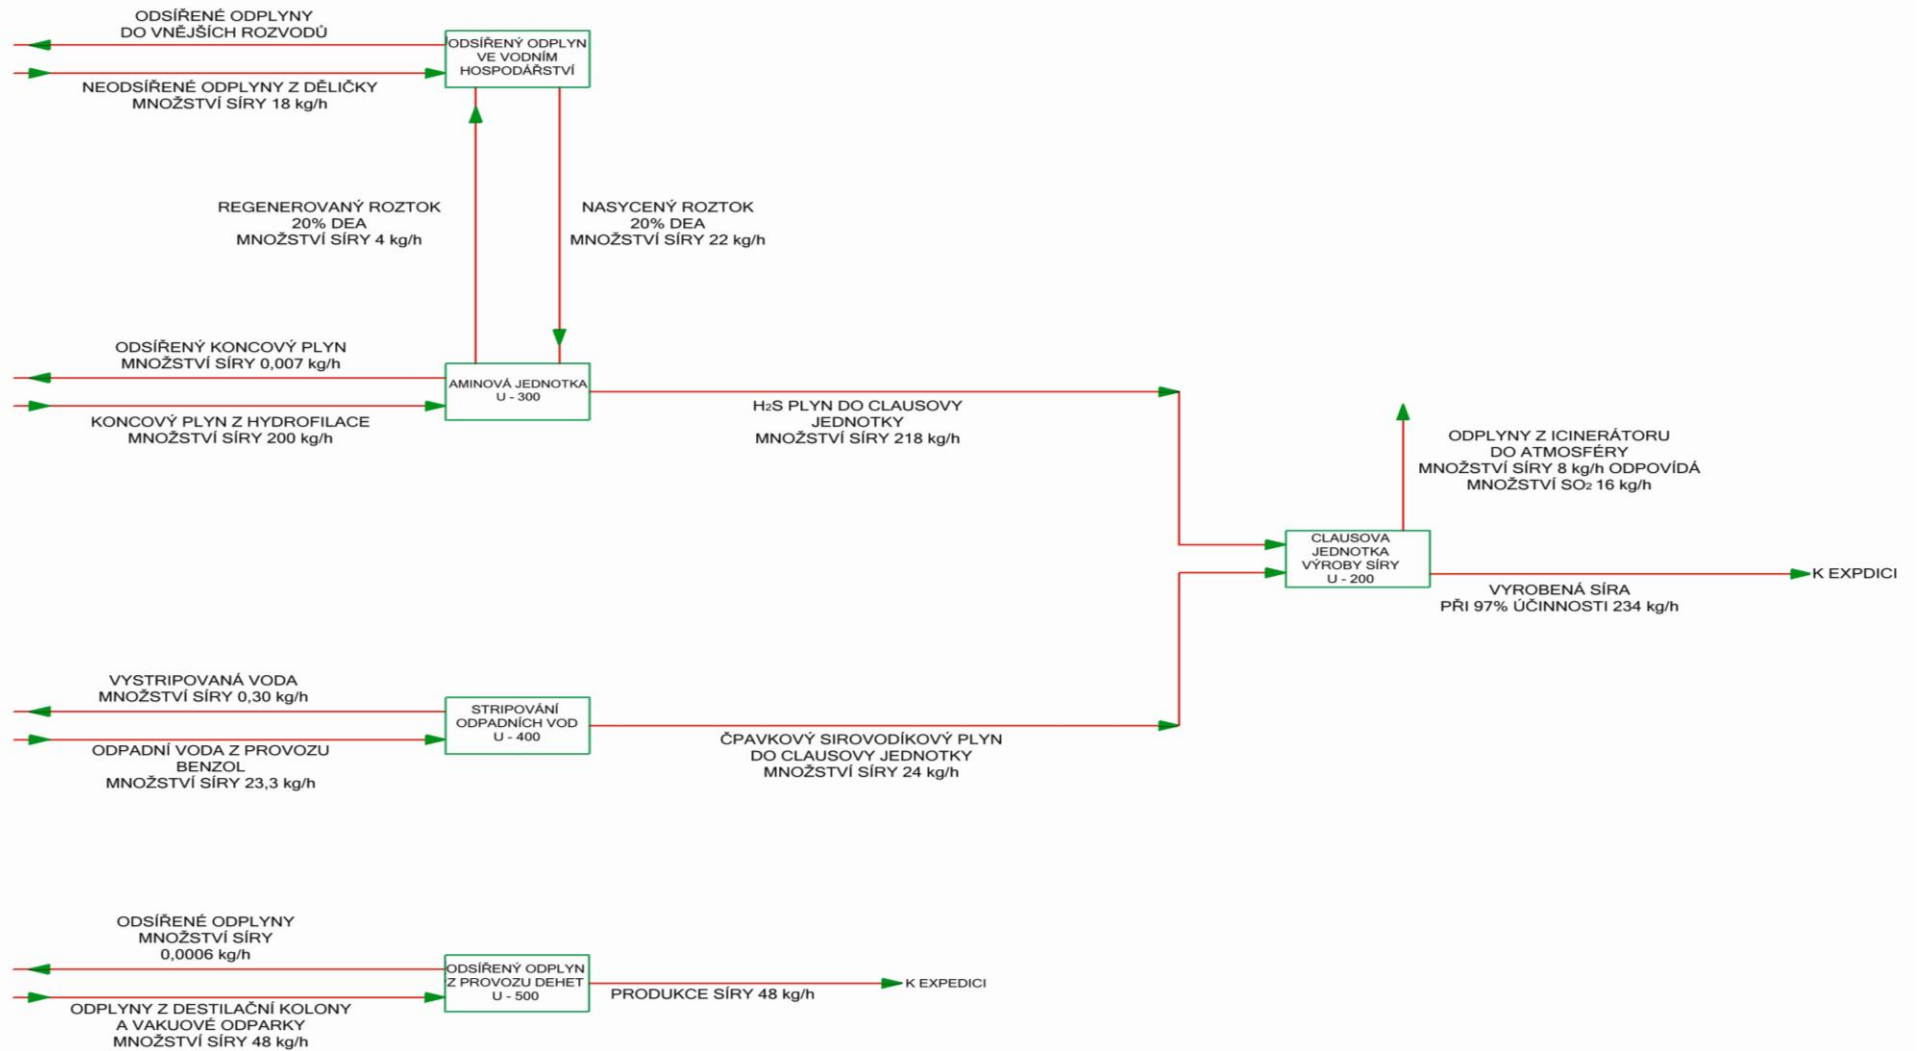 ODSÍŘENÉ ODPLYNY
DO VNĚJŠÍCH ROZVODŮ
ODSÍŘENÝ ODPLYN
VE VODNÍM
HOSPODÁŘSTVÍ
NEODSÍŘENÉ ODPLYNY Z DĚLIČKY
MNOŽSTVÍ SÍRY 18 kg/h
REGENEROVANÝ ROZTOK
20% DEA
MNOŽSTVÍ SÍRY 4 kg/h
NASYCENÝ ROZTOK
20% DEA
MNOŽSTVÍ SÍRY 22 kg/h
ODSÍŘENÝ KONCOVÝ PLYN
MNOŽSTVÍ SÍRY 0,007 kg/h
AMINOVÁ JEDNOTKA
U - 300
KONCOVÝ PLYN Z HYDROFILACE
MNOŽSTVÍ SÍRY 200 kg/h
H₂S PLYN DO CLAUSOVY
JEDNOTKY
MNOŽSTVÍ SÍRY 218 kg/h
ODPLYNY Z ICINERÁTORU
DO ATMOSFÉRY
MNOŽSTVÍ SÍRY 8 kg/h ODPOVÍDÁ
MNOŽSTVÍ SO₂ 16 kg/h
CLAUSOVA
JEDNOTKA
VÝROBY SÍRY
U - 200
K EXPDICI
VYROBENÁ SÍRA
PŘI 97% ÚČINNOSTI 234 kg/h
VYSTRIPOVANÁ VODA
MNOŽSTVÍ SÍRY 0,30 kg/h
STRIPOVÁNÍ
ODPADNÍCH VOD
U - 400
ODPADNÍ VODA Z PROVOZU
BENZOL
MNOŽSTVÍ SÍRY 23,3 kg/h
ČPAVKOVÝ SIROVODÍKOVÝ PLYN
DO CLAUSOVY JEDNOTKY
MNOŽSTVÍ SÍRY 24 kg/h
ODSÍŘENÉ ODPLYNY
MNOŽSTVÍ SÍRY
0,0006 kg/h
ODSÍŘENÝ ODPLYN
Z PROVOZU DEHET
U - 500
K EXPEDICI
PRODUKCE SÍRY 48 kg/h
ODPLYNY Z DESTILAČNÍ KOLONY
A VAKUOVÉ ODPARKY
MNOŽSTVÍ SÍRY 48 kg/h